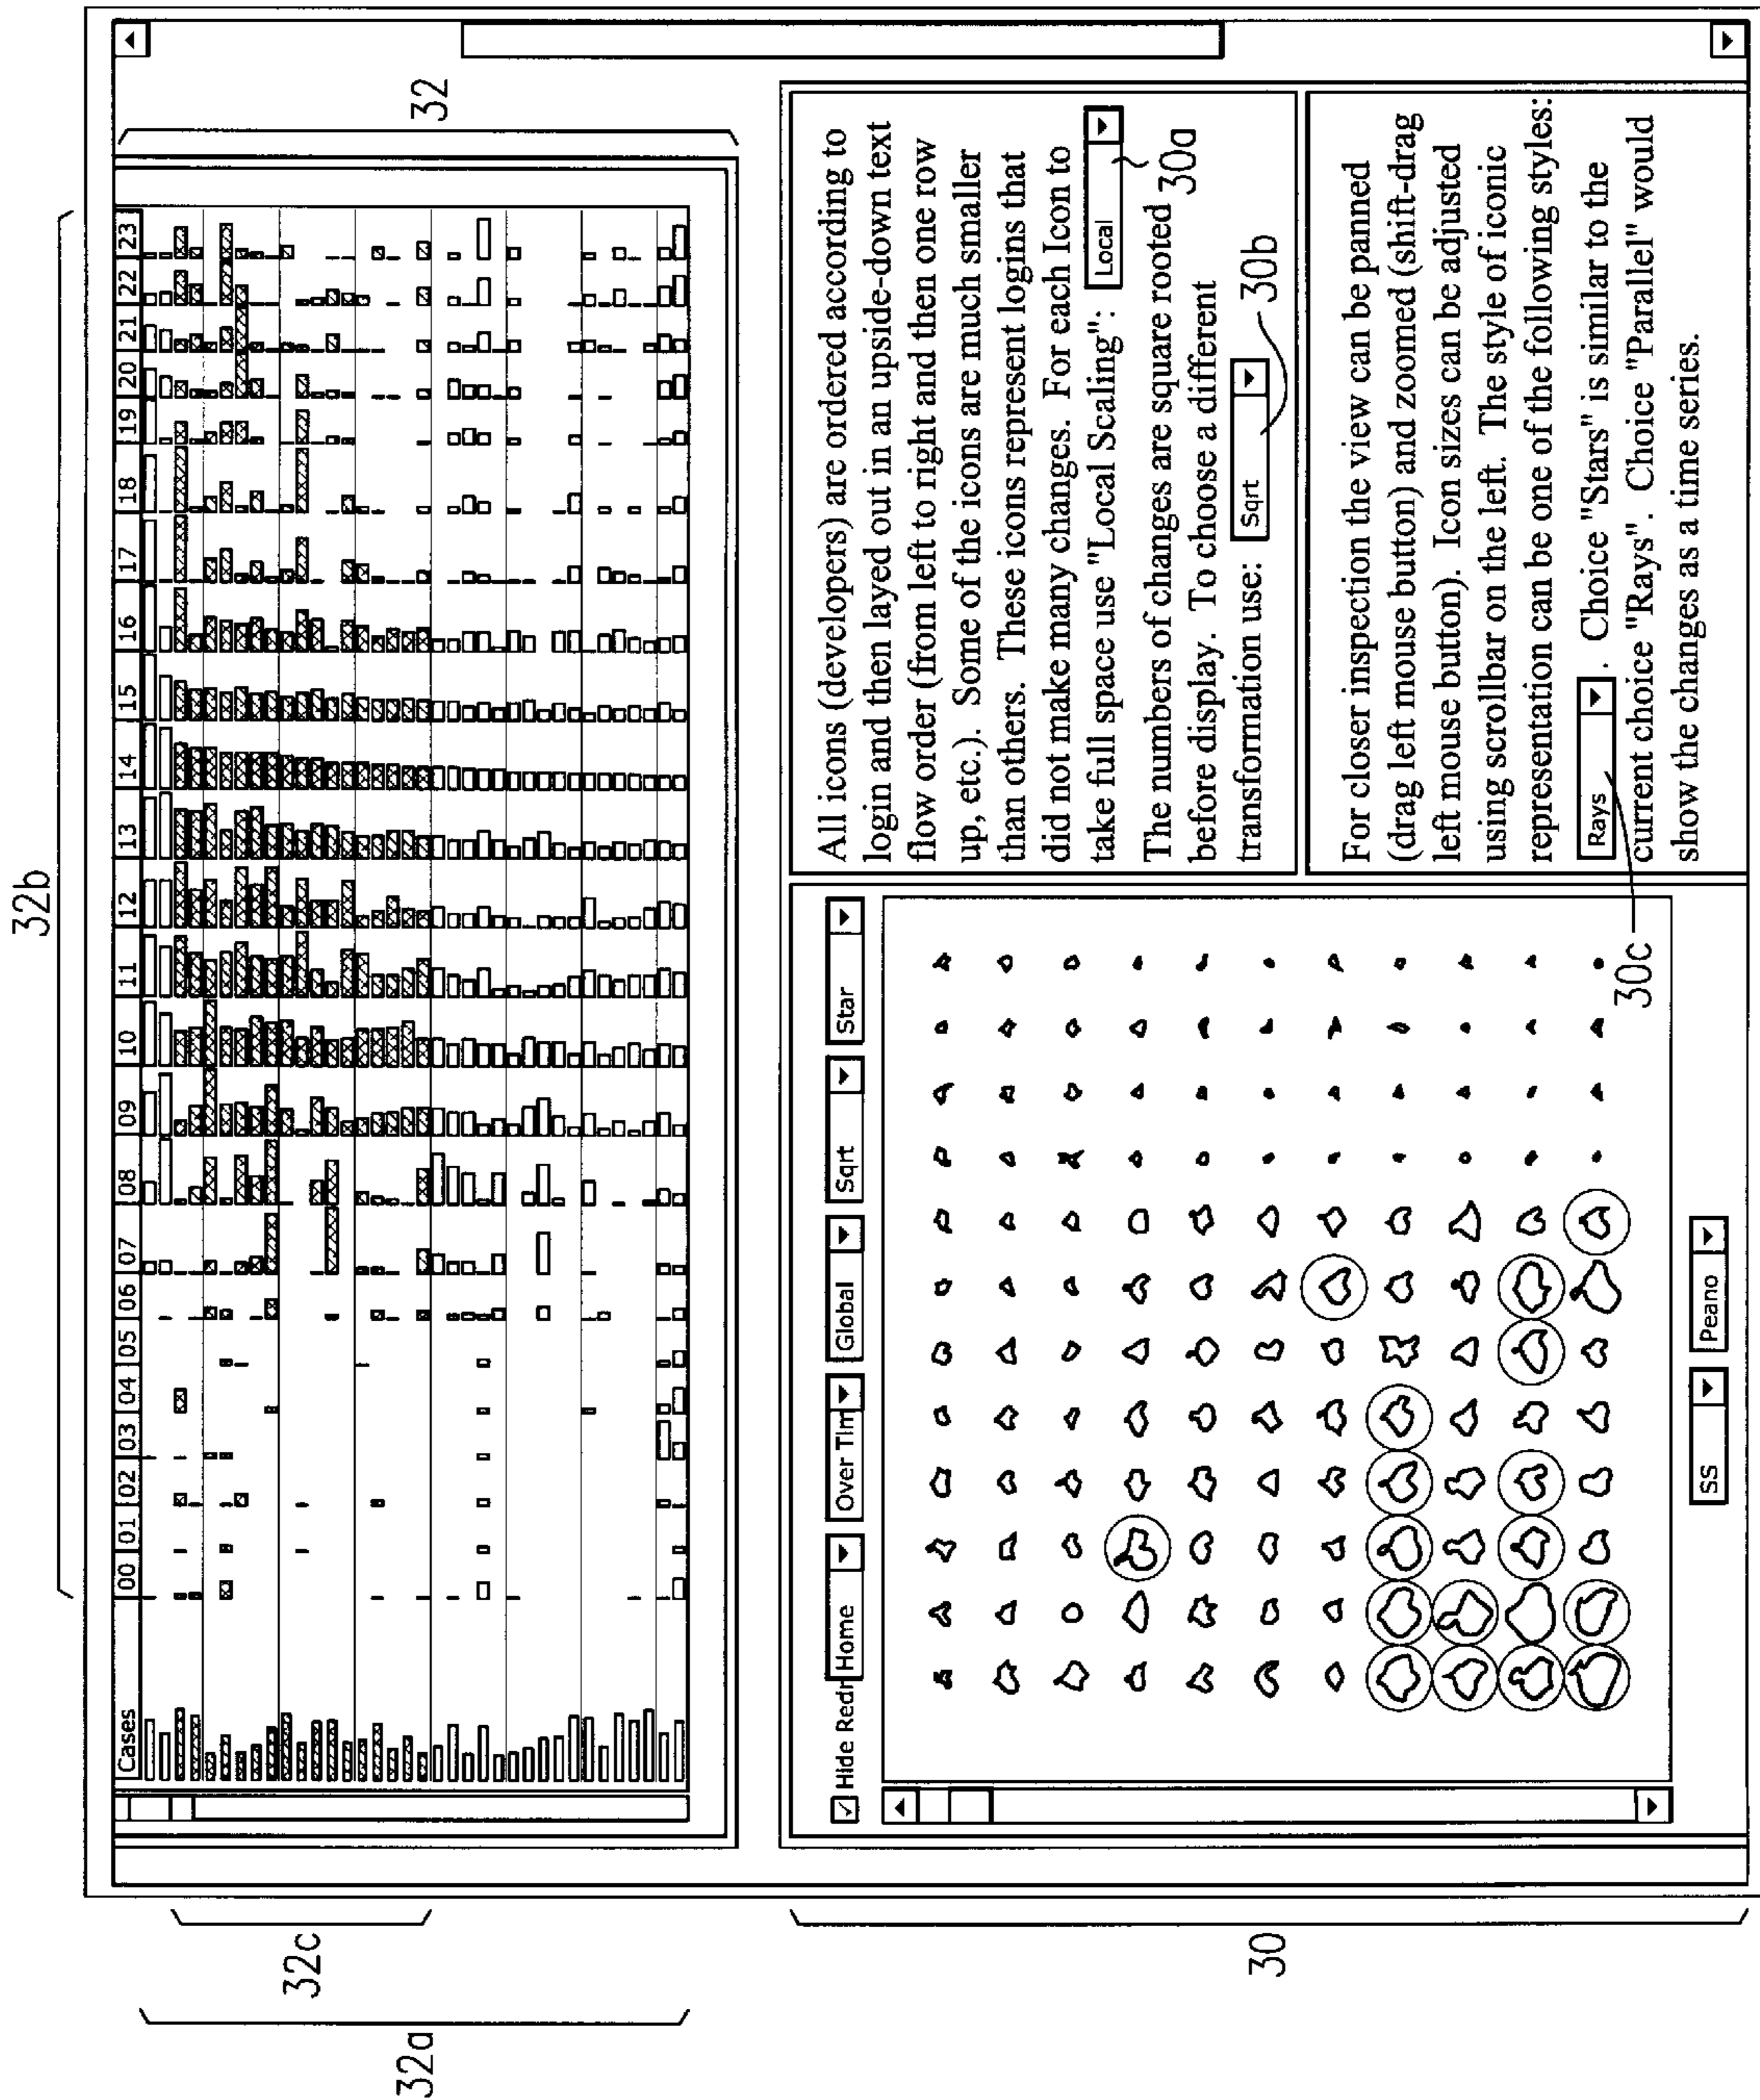 32b
Cases 00 01 02 03 04 05 06 07 08 09 10 11 12 13 14 15 16 17 18 19 20 21 22 23
32c
32a
32
☑ Hide Redr Home Over Tim Global Sqrt Star
SS Peano
30
All icons (developers) are ordered according to
login and then layed out in an upside-down text
flow order (from left to right and then one row
up, etc.). Some of the icons are much smaller
than others. These icons represent logins that
did not make many changes. For each Icon to
take full space use "Local Scaling": Local
30a
The numbers of changes are square rooted
before display. To choose a different
transformation use: Sqrt
30b
For closer inspection the view can be panned
(drag left mouse button) and zoomed (shift-drag
left mouse button). Icon sizes can be adjusted
using scrollbar on the left. The style of iconic
representation can be one of the following styles:
Rays . Choice "Stars" is similar to the
current choice "Rays". Choice "Parallel" would
show the changes as a time series.
30c